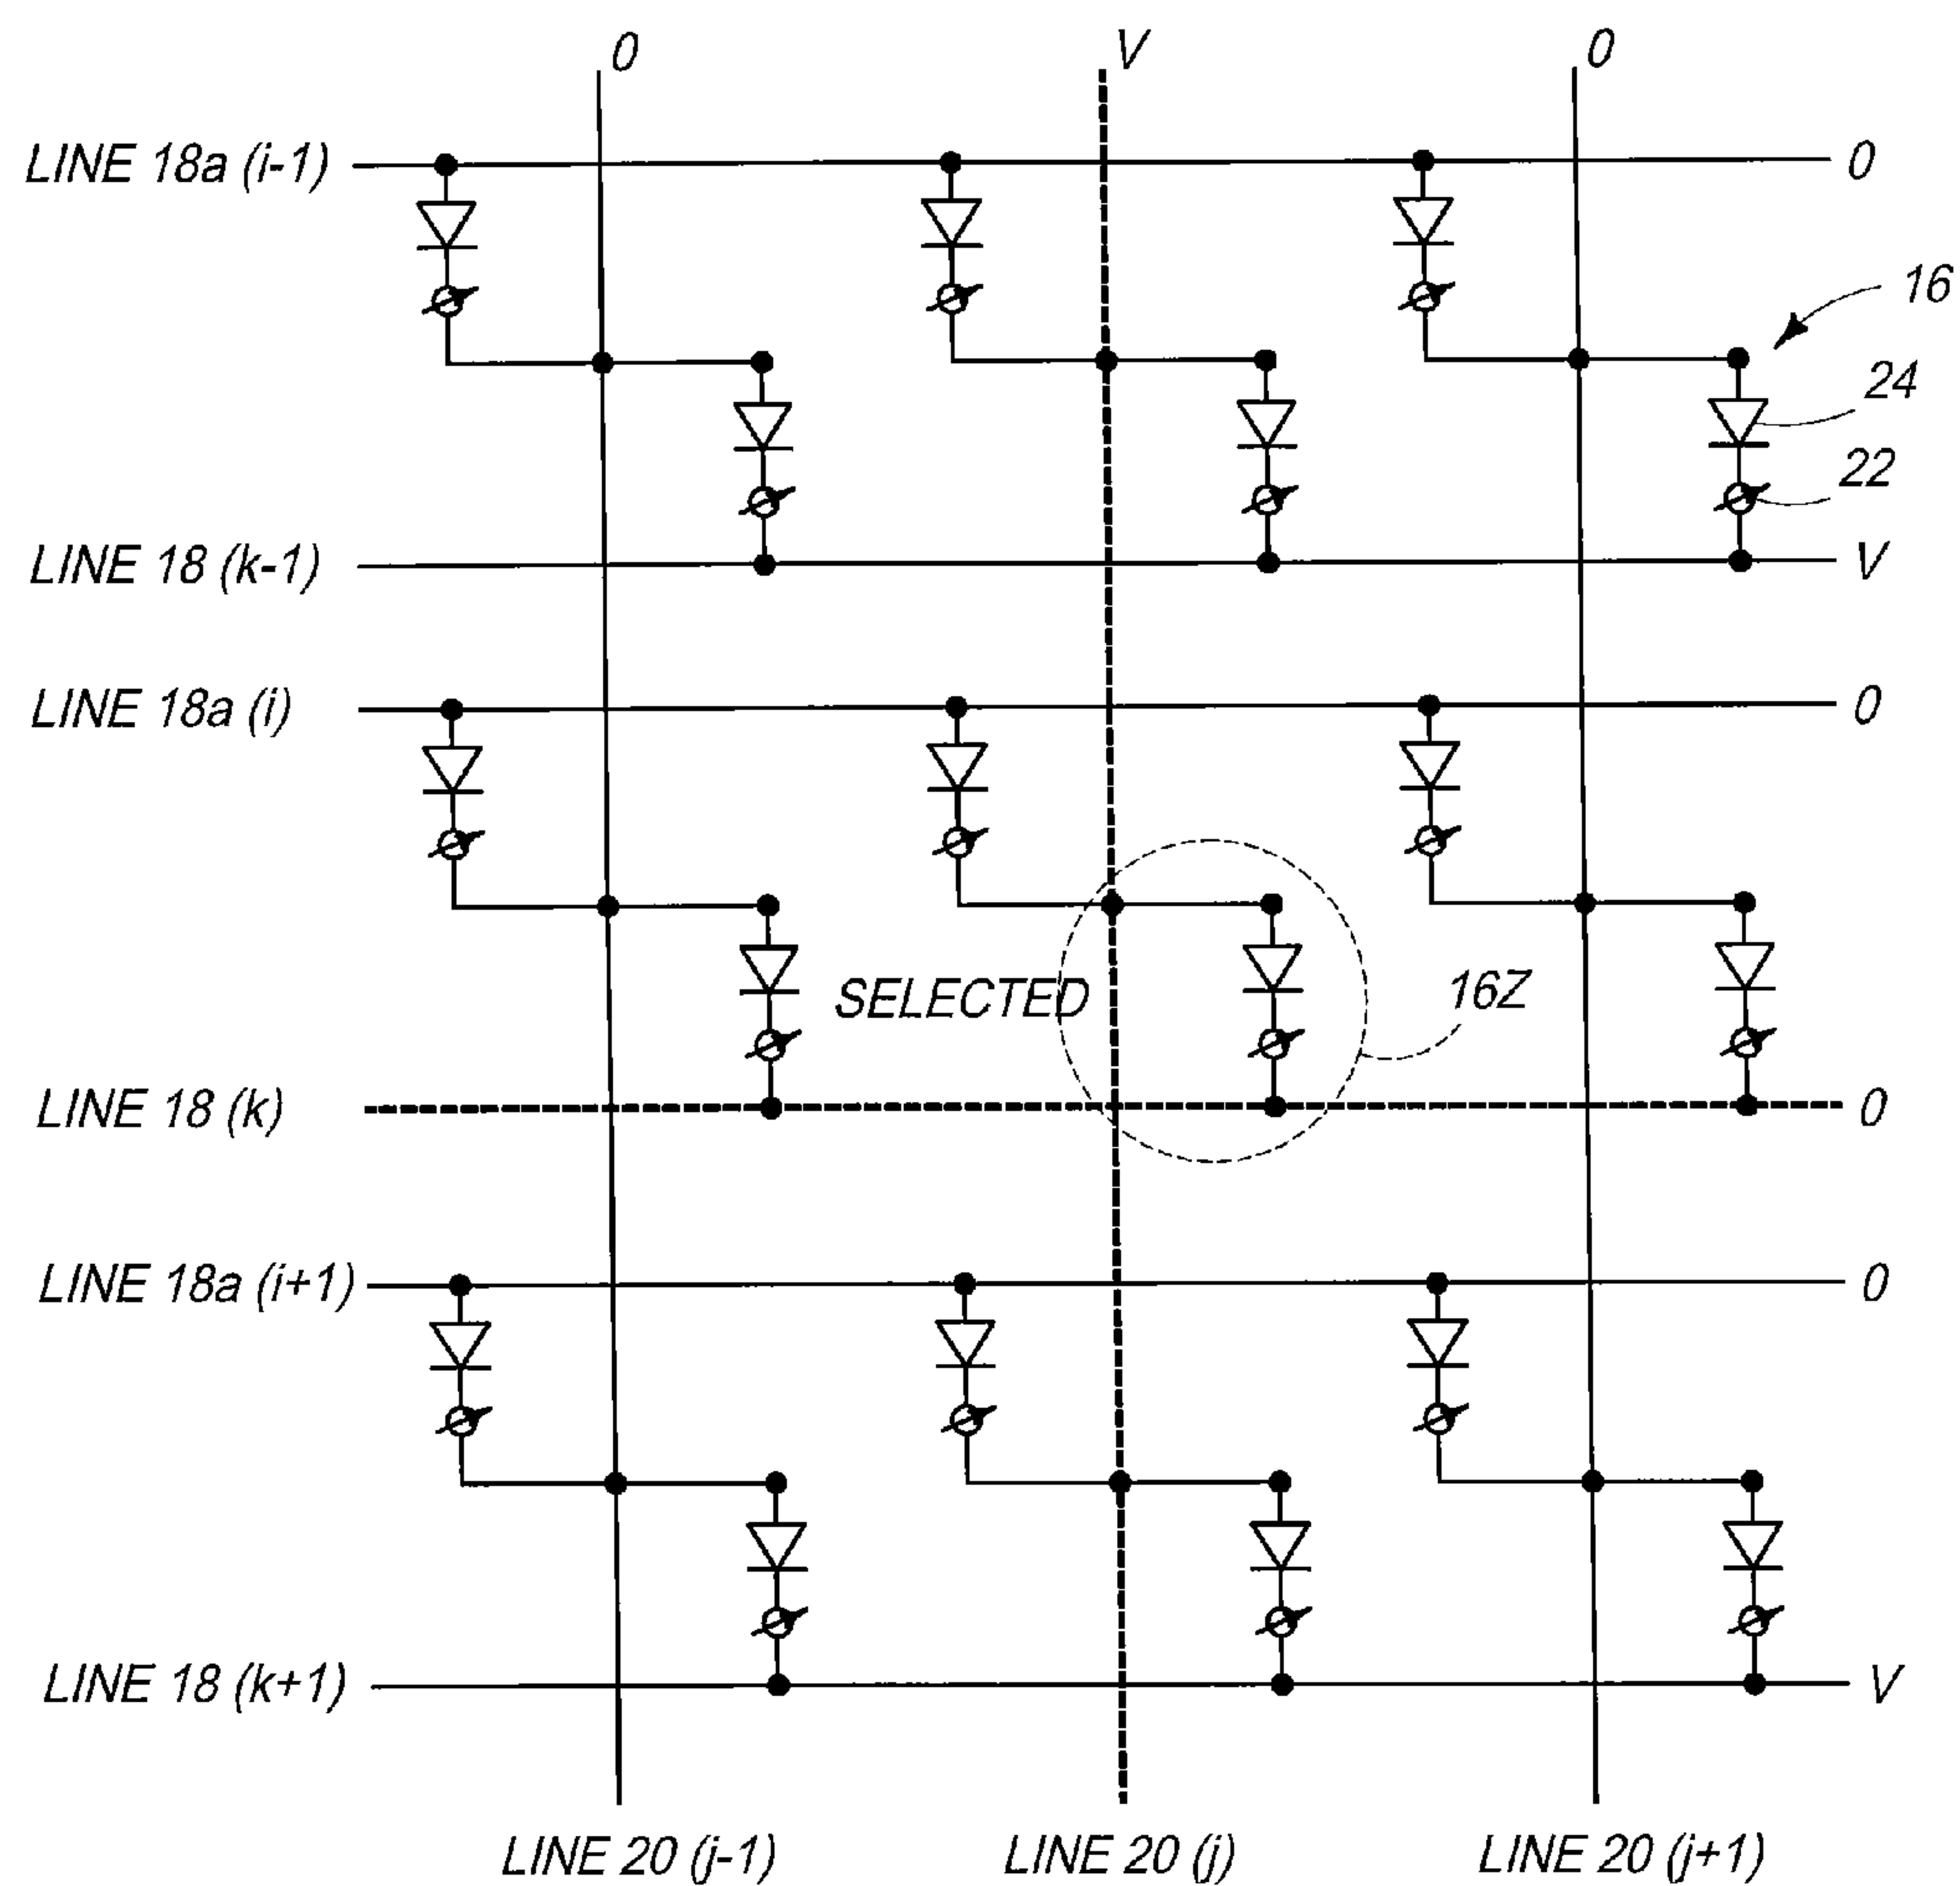 0
V
0
LINE 18a (i-1)
0
16
24
22
LINE 18 (k-1)
V
LINE 18a (i)
0
SELECTED
16Z
LINE 18 (k)
0
LINE 18a (i+1)
0
LINE 18 (k+1)
V
LINE 20 (j-1)
LINE 20 (j)
LINE 20 (j+1)